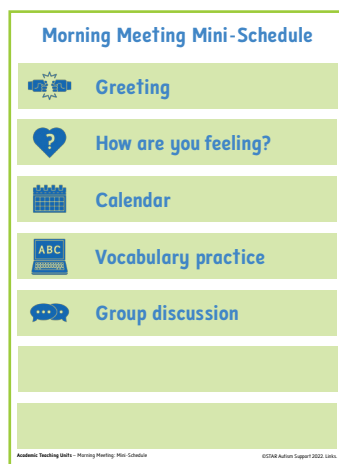 Morning Meeting Mini-Schedule
Greeting
?
How are you feeling?
Calendar
ABC
Vocabulary practice
Group discussion
Academic Teaching Units – Morning Meeting: Mini-Schedule
©STAR Autism Support 2022. Links.